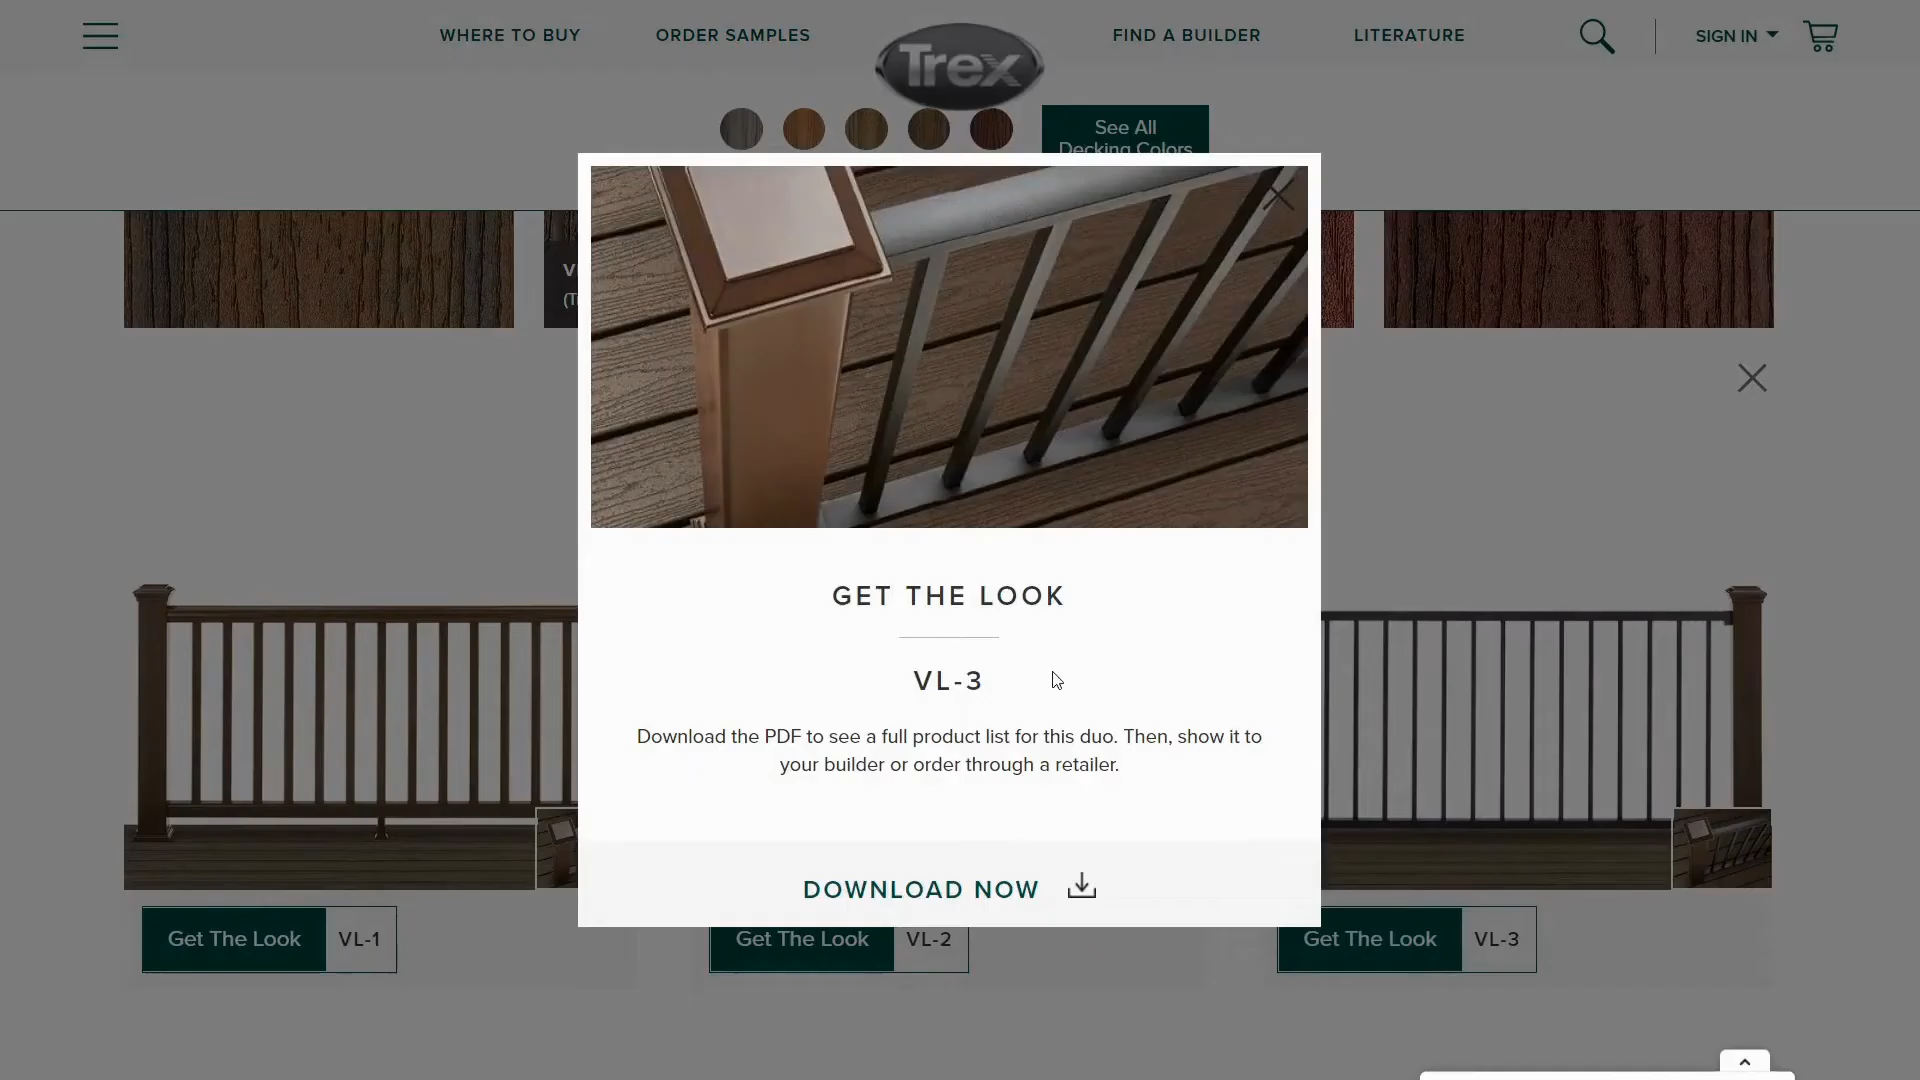 WHERE TO BUY
ORDER SAMPLES
Trex
FIND A BUILDER
LITERATURE
SIGN IN
See All
Decking Colors
GET THE LOOK
VL-3
Download the PDF to see a full product list for this duo. Then, show it to
your builder or order through a retailer.
DOWNLOAD NOW
Get The Look VL-1
Get The Look VL-2
Get The Look VL-3